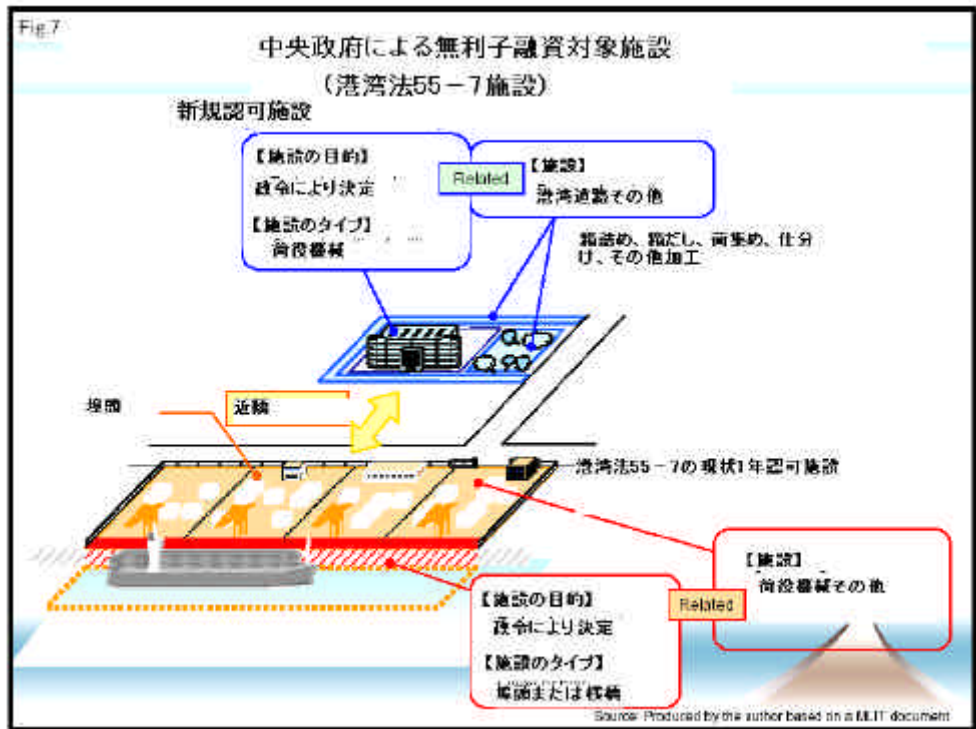 Fig.7
中央政府による無利子融資対象施設
（港湾法55－7施設）
新規認可施設
【施設の目的】
政令により決定
【施設のタイプ】
荷役機械
Related
【施設】
港湾道路その他
箱詰め、箱だし、荷集め、仕分
け、その他加工
埠頭
近隣
港湾法55－7の現状1年認可施設
【施設の目的】
政令により決定
【施設のタイプ】
埠頭または桟橋
Related
【施設】
荷役機械その他
Source: Produced by the author based on a MLIT document